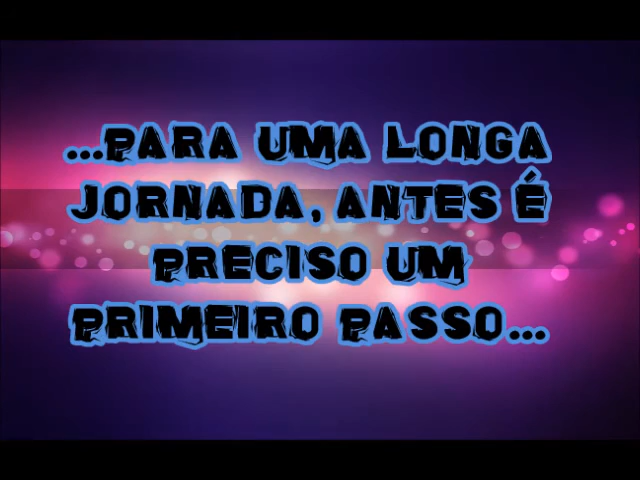 ...PARA UMA LONGA
JORNADA, ANTES É
PRECISO UM
PRIMEIRO PASSO...